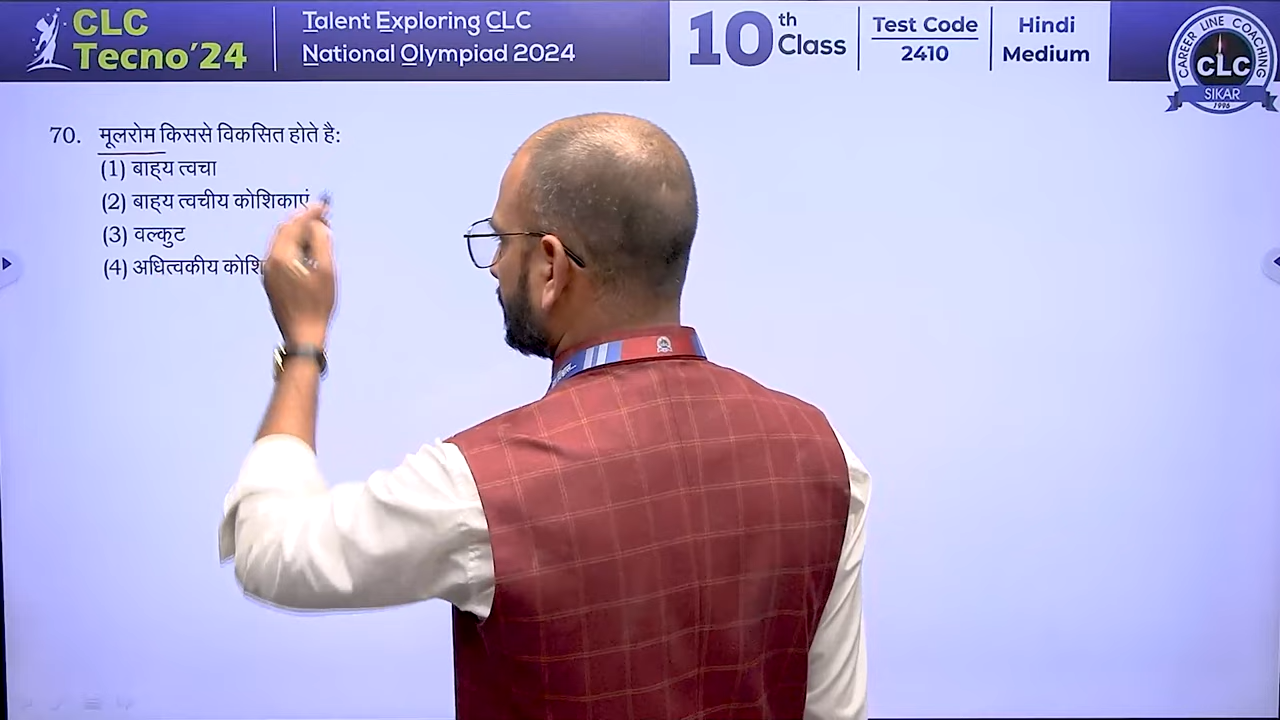 CLC
Tecno'24
Talent Exploring CLC
National Olympiad 2024
10th Class
Test Code
2410
Hindi
Medium
CAREER LINE COACHING
CLC
SIKAR
1996
70. मूलरोम किससे विकसित होते है:
(1) बाह्य त्वचा
(2) बाह्य त्वचीय कोशिकाएं
(3) वल्कुट
(4) अधित्वकीय